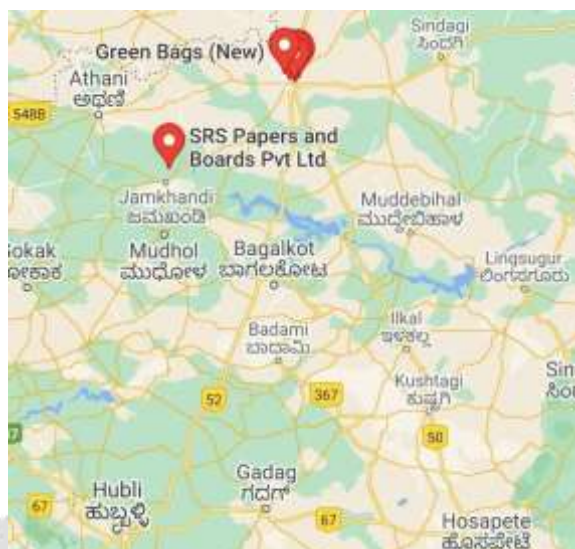 Sindagi
ಸಿಂದಗಿ
Green Bags (New)
Athani
ಅಥಣಿ
548B
SRS Papers and
Boards Pvt Ltd
Jamkhandi
ಜಮಖಂಡಿ
Muddebihal
ಮುದ್ದೇಬಿಹಾಳ
Gokak
ಗೋಕಾಕ
Mudhol
ಮುಧೋಳ
Bagalkot
ಬಾಗಲಕೋಟ
Lingsugur
ಲಿಂಗಸೂಗೂರು
Badami
ಬಾದಾಮಿ
Ilkal
ಇಳಕಲ್ಲ
Sin
ಸಿಂ
Kushtagi
ಕುಷ್ಟಗಿ
52
367
50
7
Hubli
ಹುಬ್ಬಳ್ಳಿ
67
Gadag
ಗದಗ್
67
Hosapete
ಹೊಸಪೇಟೆ